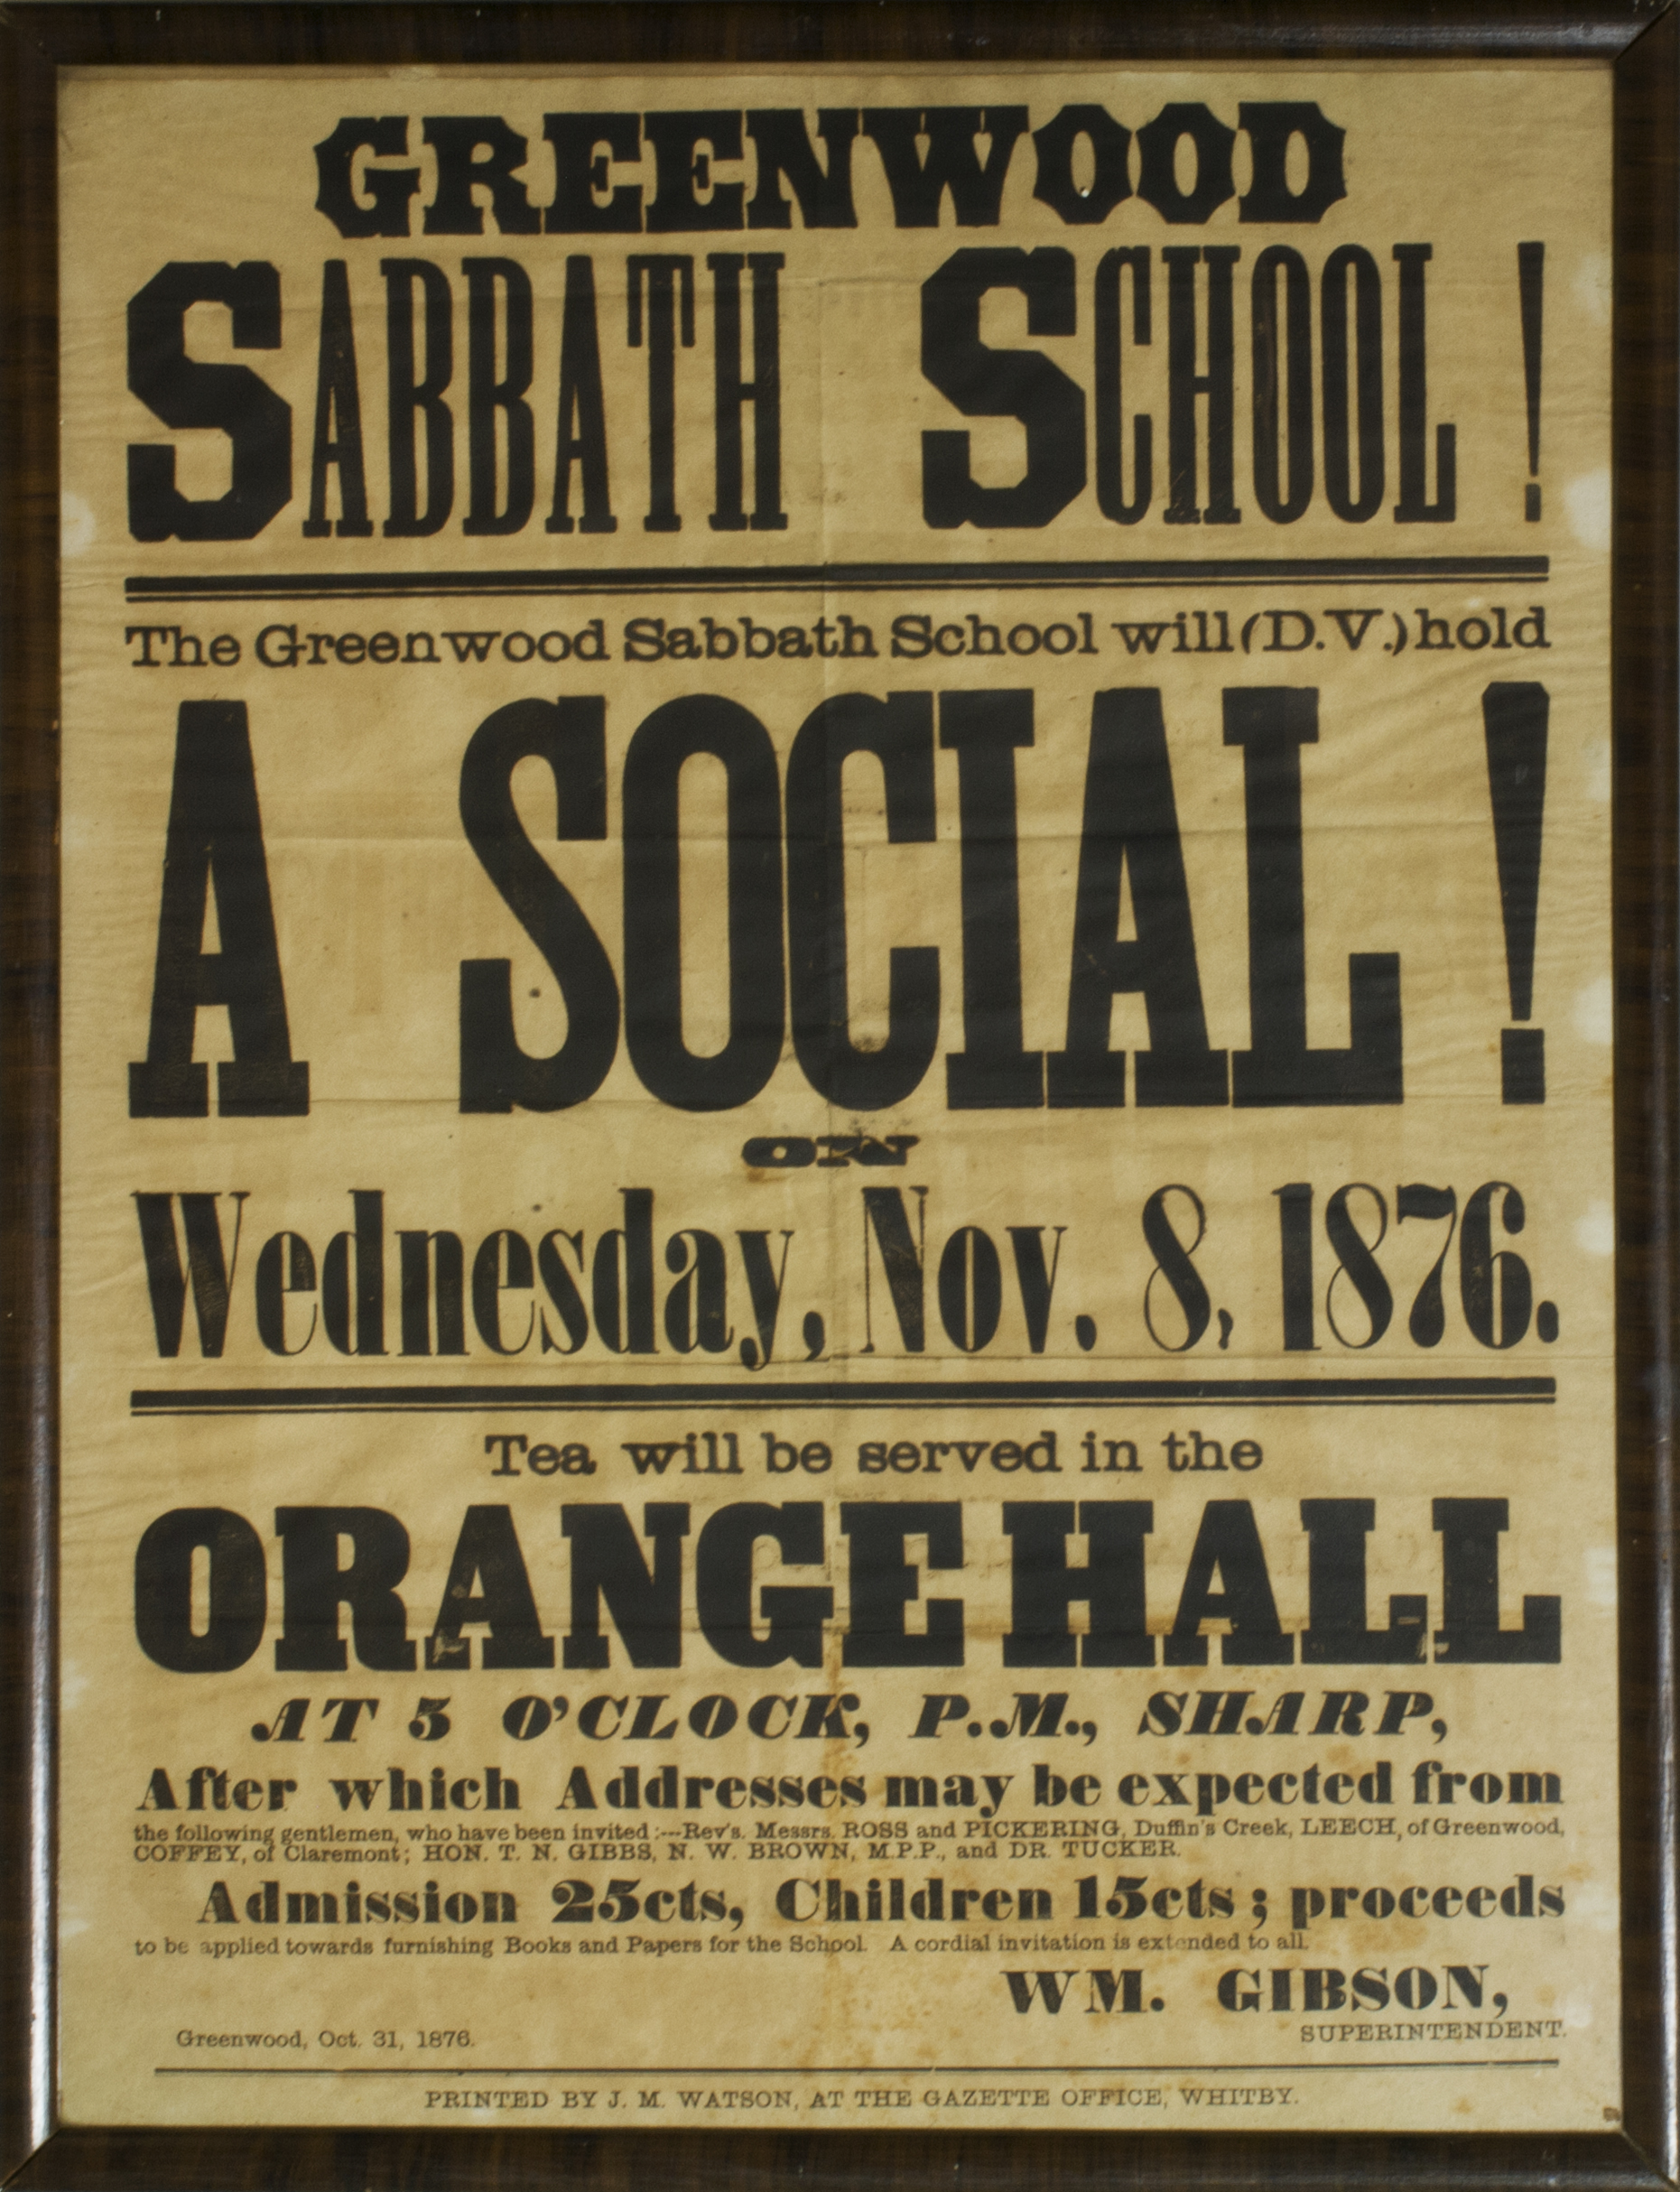 GREENWOOD
SABBATH SCHOOL!
The Greenwood Sabbath School will (D.V.) hold
A SOCIAL!
ON
Wednesday, Nov. 8, 1876.
Tea will be served in the
ORANGE HALL
AT 5 O'CLOCK, P.M., SHARP,
After which Addresses may be expected from
the following gentlemen, who have been invited :---Rev's. Messrs. ROSS and PICKERING, Duffin's Creek, LEECH, of Greenwood,
COFFEY, of Claremont; HON. T. N. GIBBS, N. W. BROWN, M.P.P., and DR. TUCKER.
Admission 25cts, Children 15cts; proceeds
to be applied towards furnishing Books and Papers for the School. A cordial invitation is extended to all.
WM. GIBSON,
SUPERINTENDENT.
Greenwood, Oct. 31, 1876.
PRINTED BY J. M. WATSON, AT THE GAZETTE OFFICE, WHITBY.